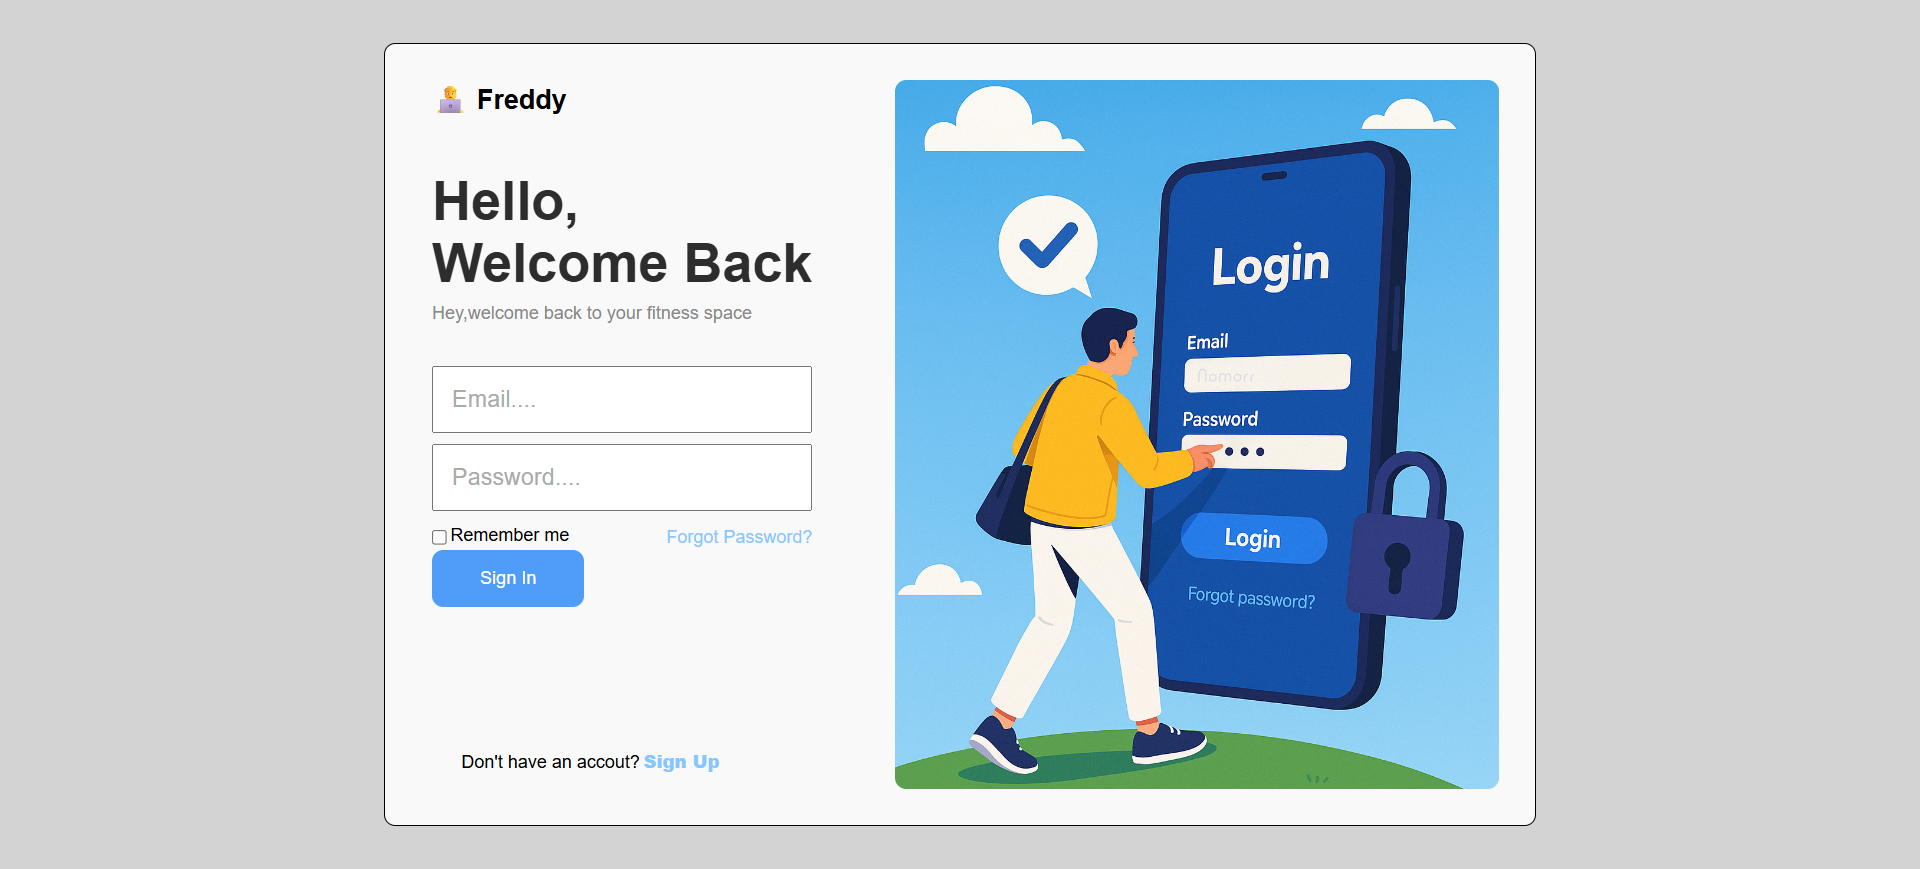 Freddy
Hello,
Welcome Back
Hey,welcome back to your fitness space
Email....
Password....
Remember me
Forgot Password?
Sign In
Don't have an accout? Sign Up
Login
Email
Password
Login
Forgot password?